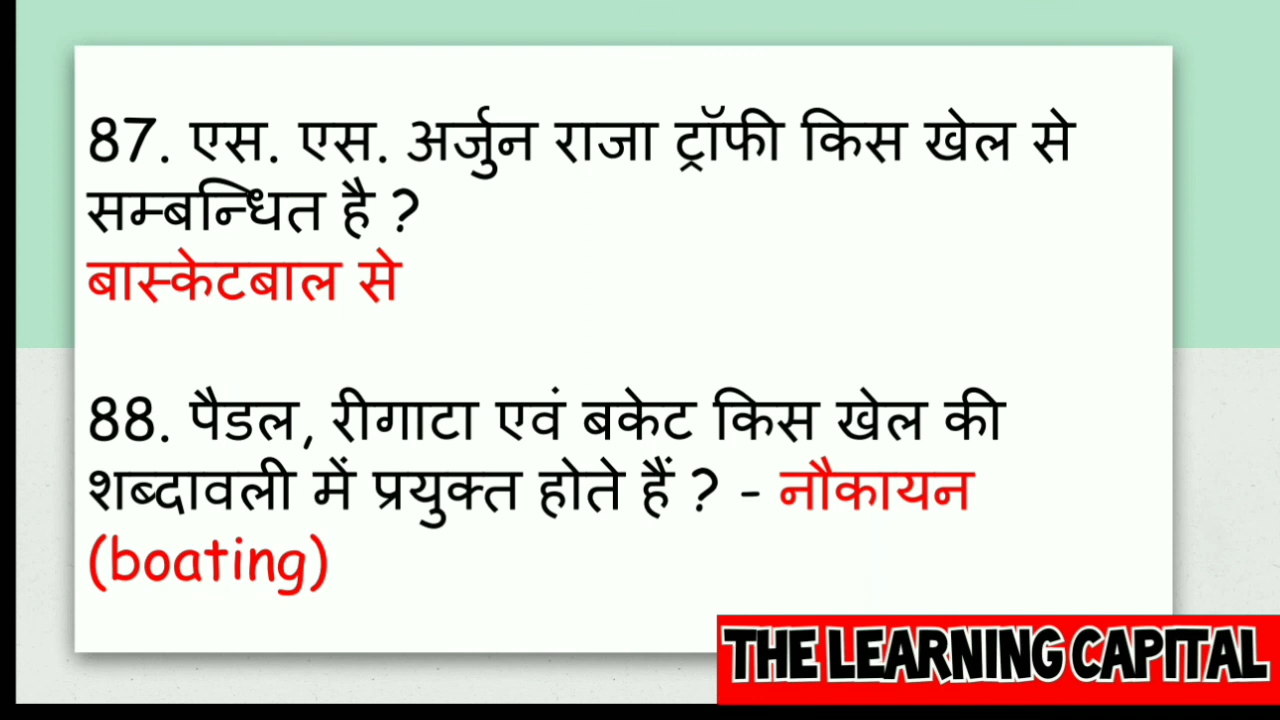 87. एस. एस. अर्जुन राजा ट्रॉफी किस खेल से
सम्बन्धित है ?
बास्केटबाल से
88. पैडल, रीगाटा एवं बकेट किस खेल की
शब्दावली में प्रयुक्त होते हैं ? - नौकायन
(boating)
THE LEARNING CAPITAL